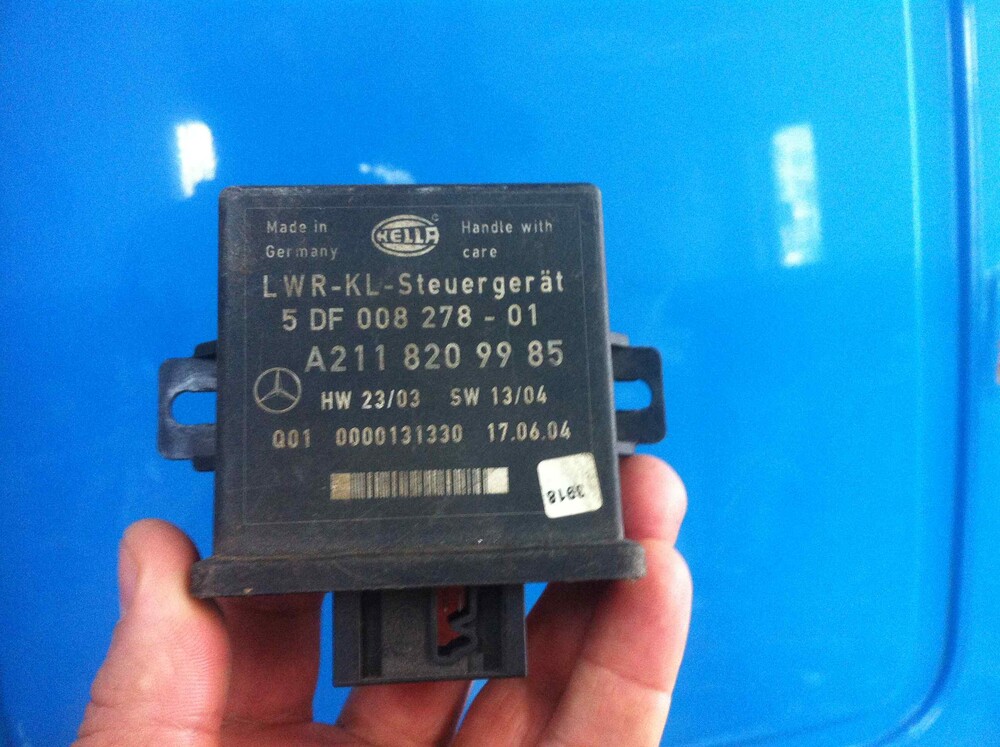 Made in Germany
HELLA
Handle with care
LWR-KL-Steuergerät
5 DF 008 278 - 01
A211 820 99 85
HW 23/03 SW 13/04
Q01 0000131330 17.06.04
3918